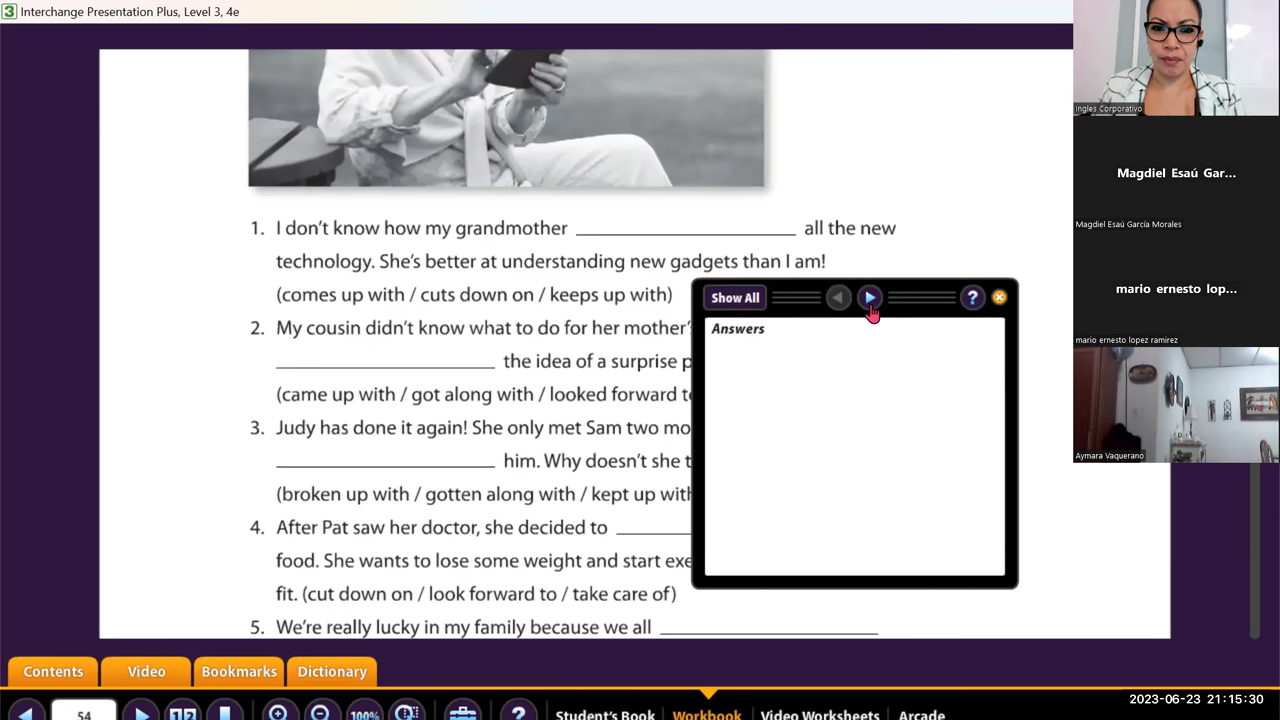 Interchange Presentation Plus, Level 3, 4e
Ingles Corporativo
Magdiel Esaú Gar...
Magdiel Esaú García Morales
mario ernesto lop...
mario ernesto lopez ramirez
Aymara Vaquerano
1. I don't know how my grandmother ____________________ all the new
technology. She's better at understanding new gadgets than I am!
(comes up with / cuts down on / keeps up with)
2. My cousin didn't know what to do for her mother'
____________________ the idea of a surprise p
(came up with / got along with / looked forward t
3. Judy has done it again! She only met Sam two mo
____________________ him. Why doesn't she t
(broken up with / gotten along with / kept up with
4. After Pat saw her doctor, she decided to ________
food. She wants to lose some weight and start exe
fit. (cut down on / look forward to / take care of)
5. We're really lucky in my family because we all ____________________
Show All
?
Answers
Contents
Video
Bookmarks
Dictionary
54
12
100%
?
Student's Book
Workbook
Video Worksheets
Arcade
2023-06-23 21:15:30